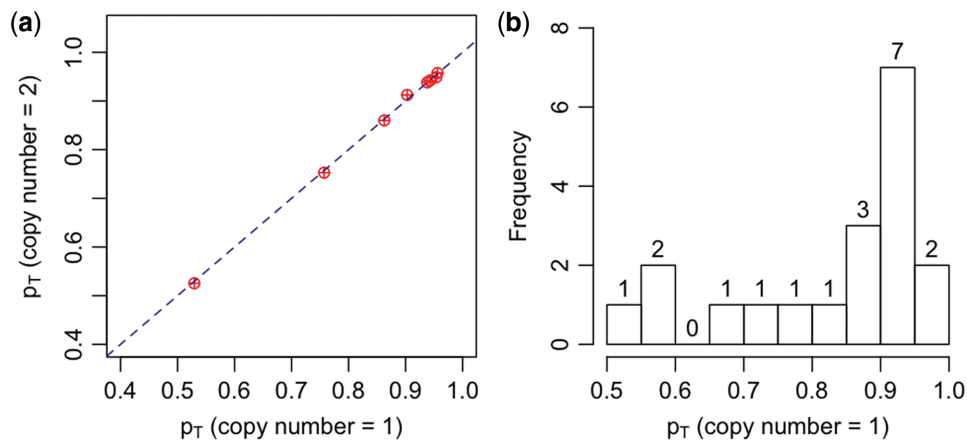 (a)
1.0
0.8
0.6
0.4
pT (copy number = 2)
0.4 0.5 0.6 0.7 0.8 0.9 1.0
pT (copy number = 1)
(b)
8
6
4
2
0
Frequency
1 2 0 1 1 1 1 3 7 2
0.5 0.6 0.7 0.8 0.9 1.0
pT (copy number = 1)